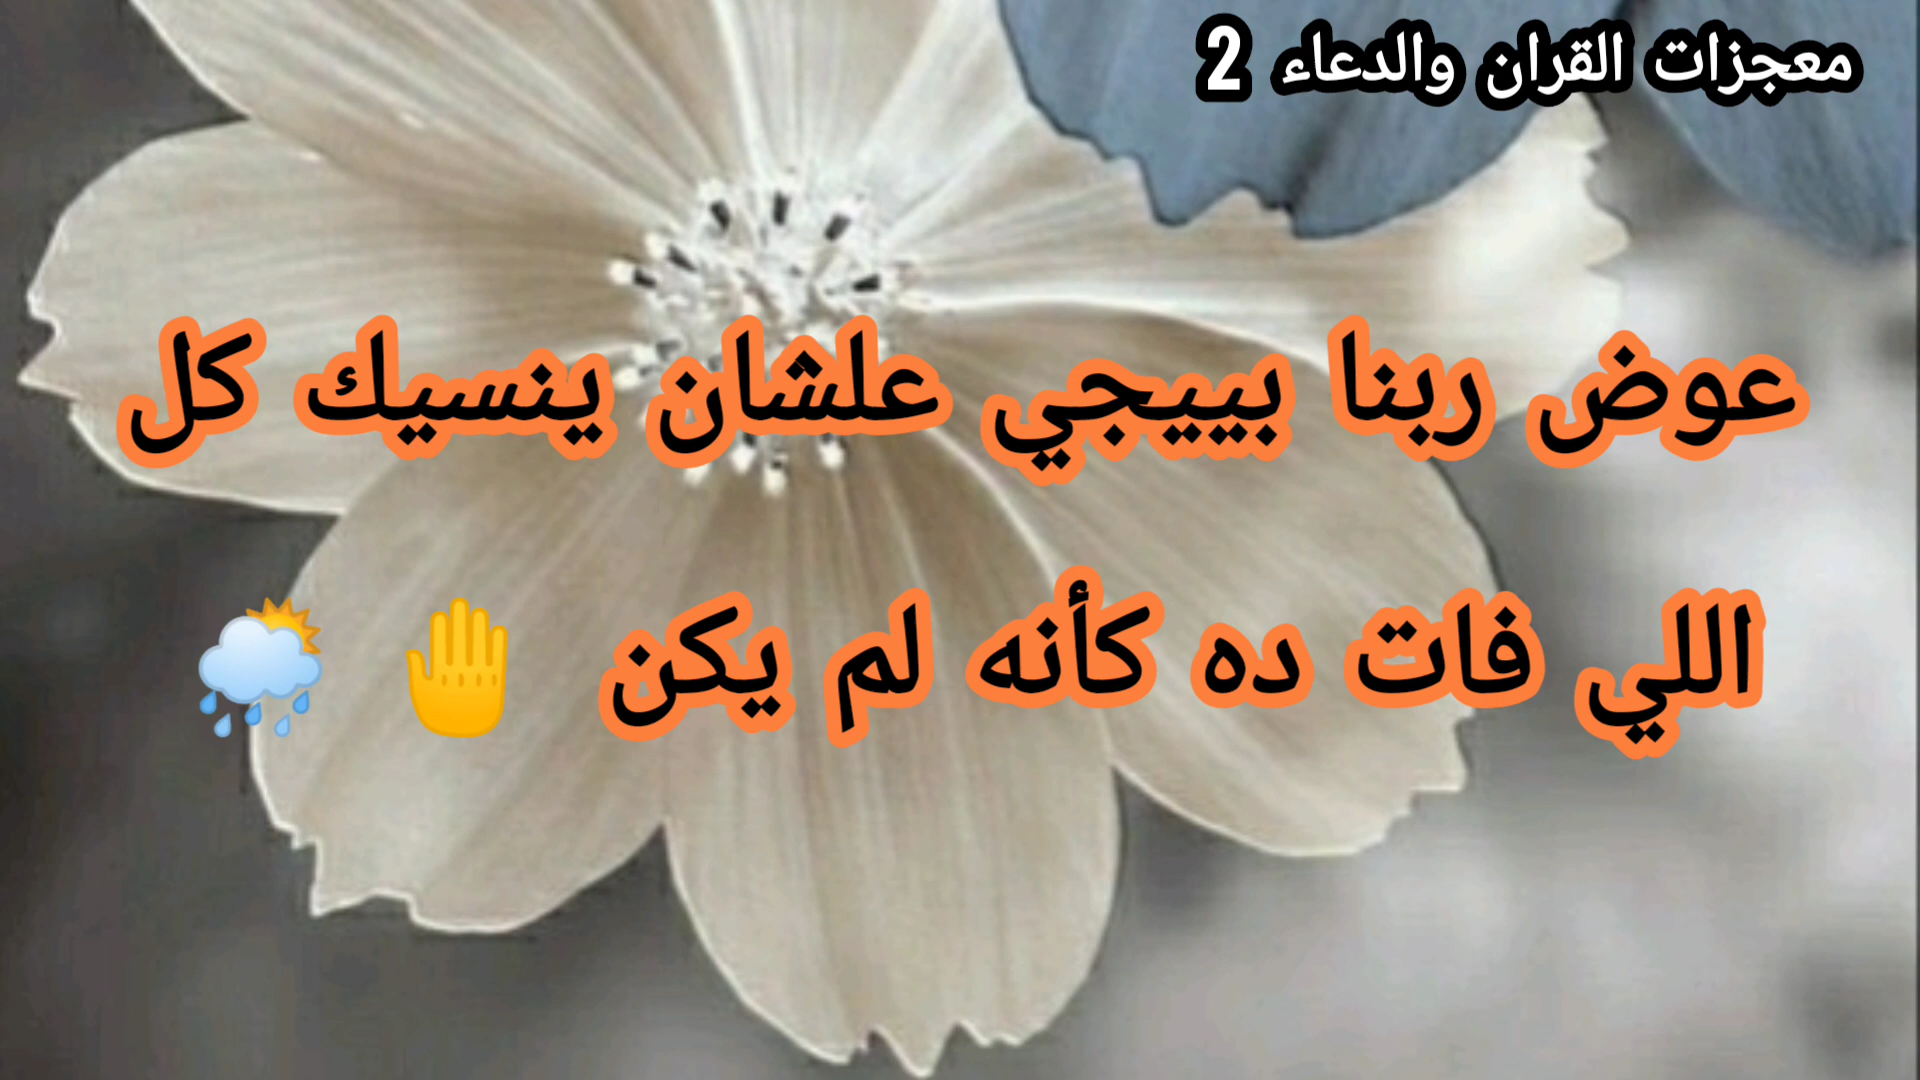 معجزات القران والدعاء 2
عوض ربنا بييجي علشان ينسيك كل
اللي فات ده كأنه لم يكن 🤚 🌦